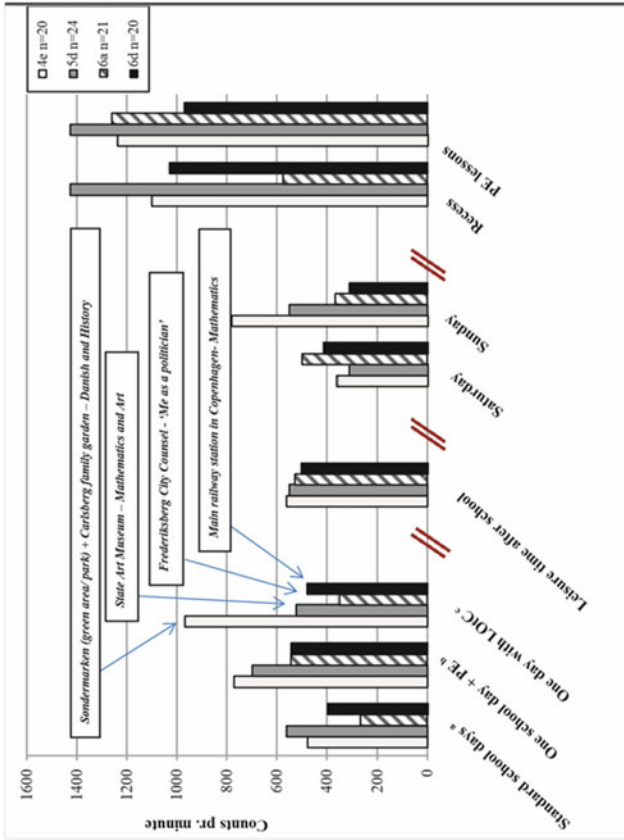 4e n=20
5d n=24
6a n=21
6d n=20
Sondermarken (green area/ park) + Carlsberg family garden – Danish and History
State Art Museum – Mathematics and Art
Frederiksberg City Counsel - 'Me as a politician'
Main railway station in Copenhagen- Mathematics
1600
1400
1200
1000
800
600
400
200
0
Counts pr. minute
Standard school days a
One school day + PE b
One day with LOtC c
Leisure time after school
Saturday
Sunday
Recess
PE lessons